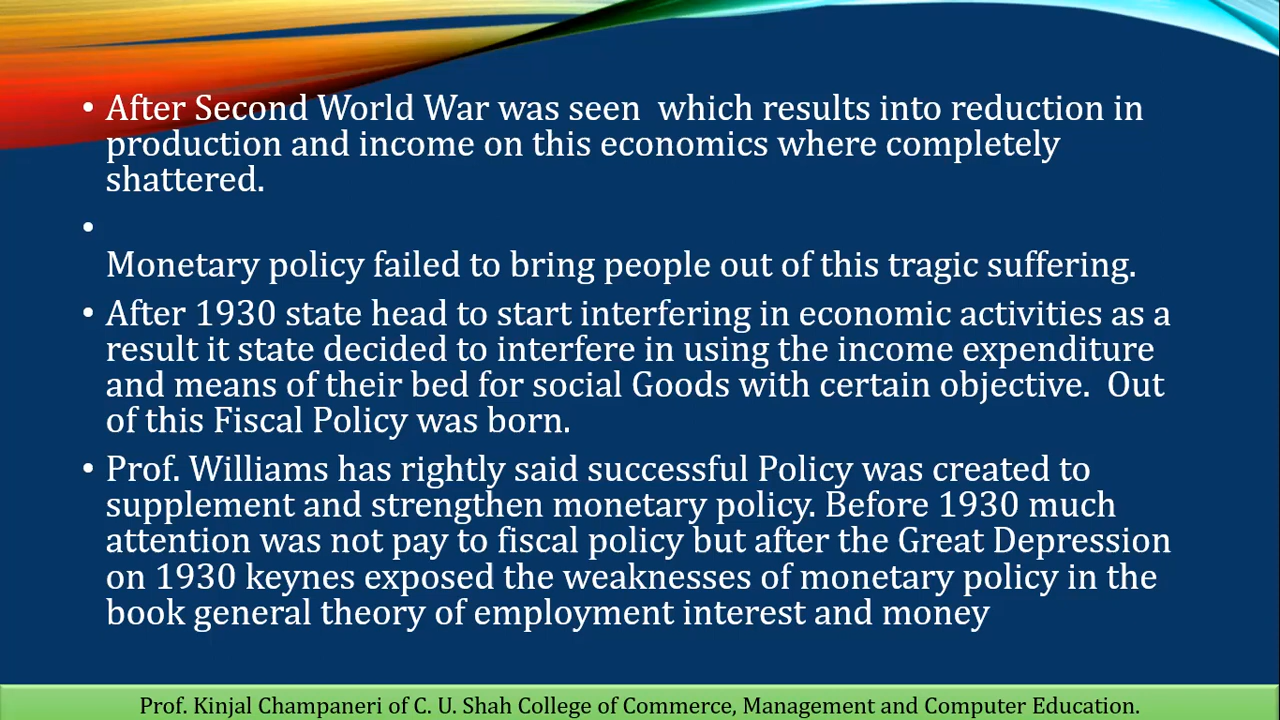 • After Second World War was seen  which results into reduction in
production and income on this economics where completely
shattered.
•
Monetary policy failed to bring people out of this tragic suffering.
• After 1930 state head to start interfering in economic activities as a
result it state decided to interfere in using the income expenditure
and means of their bed for social Goods with certain objective.  Out
of this Fiscal Policy was born.
• Prof. Williams has rightly said successful Policy was created to
supplement and strengthen monetary policy. Before 1930 much
attention was not pay to fiscal policy but after the Great Depression
on 1930 keynes exposed the weaknesses of monetary policy in the
book general theory of employment interest and money
Prof. Kinjal Champaneri of C. U. Shah College of Commerce, Management and Computer Education.